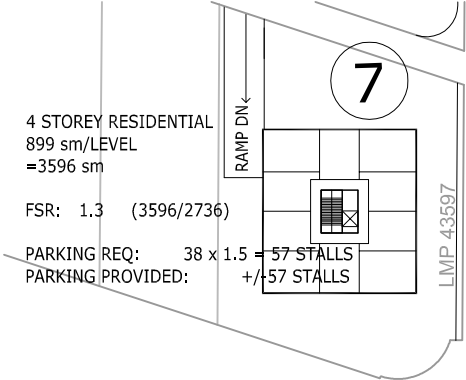 7
RAMP DN
4 STOREY RESIDENTIAL
899 sm/LEVEL
=3596 sm
FSR: 1.3 (3596/2736)
PARKING REQ: 38 x 1.5 = 57 STALLS
PARKING PROVIDED: +/-57 STALLS
LMP 43597